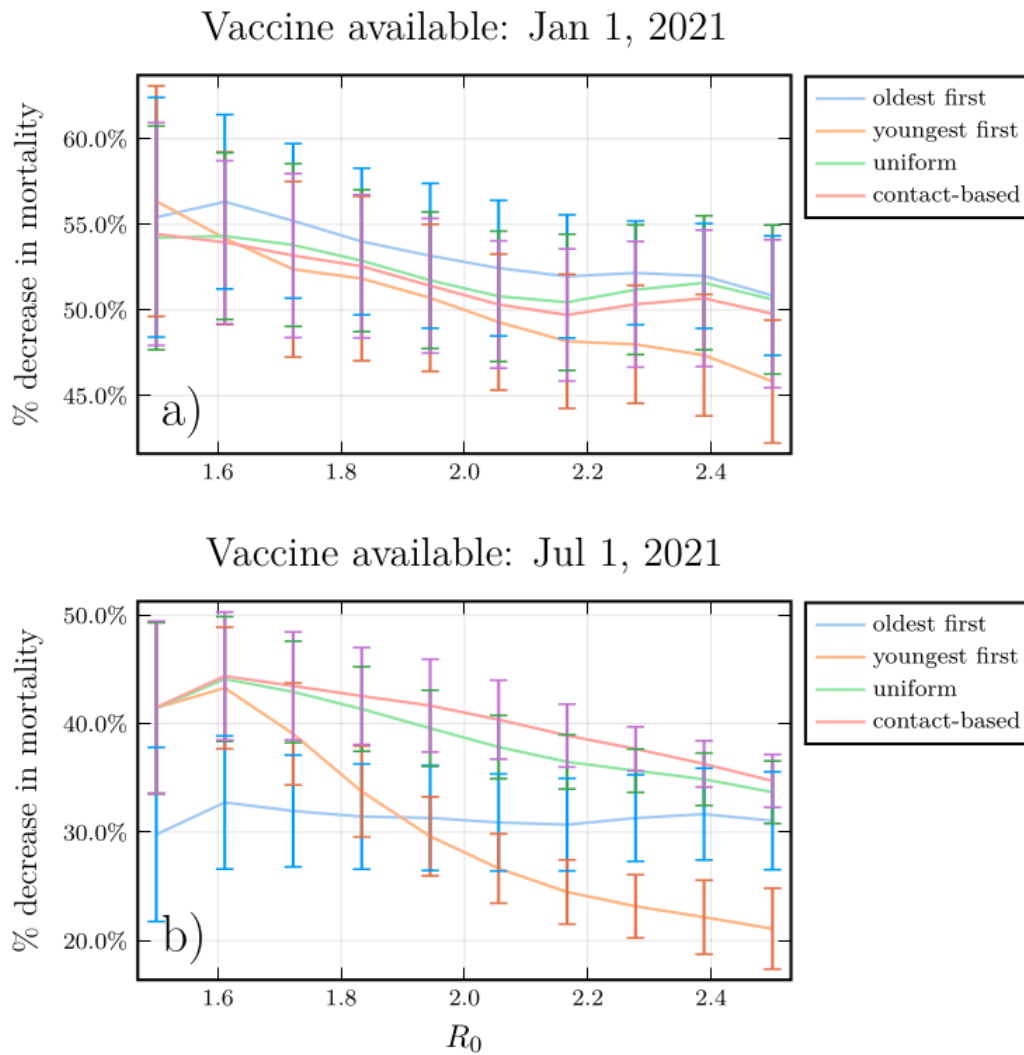 Vaccine available: Jan 1, 2021
% decrease in mortality
60.0%
55.0%
50.0%
45.0%
a)
1.6 1.8 2.0 2.2 2.4
oldest first
youngest first
uniform
contact-based
Vaccine available: Jul 1, 2021
% decrease in mortality
50.0%
40.0%
30.0%
20.0%
b)
1.6 1.8 2.0 2.2 2.4
R₀
oldest first
youngest first
uniform
contact-based